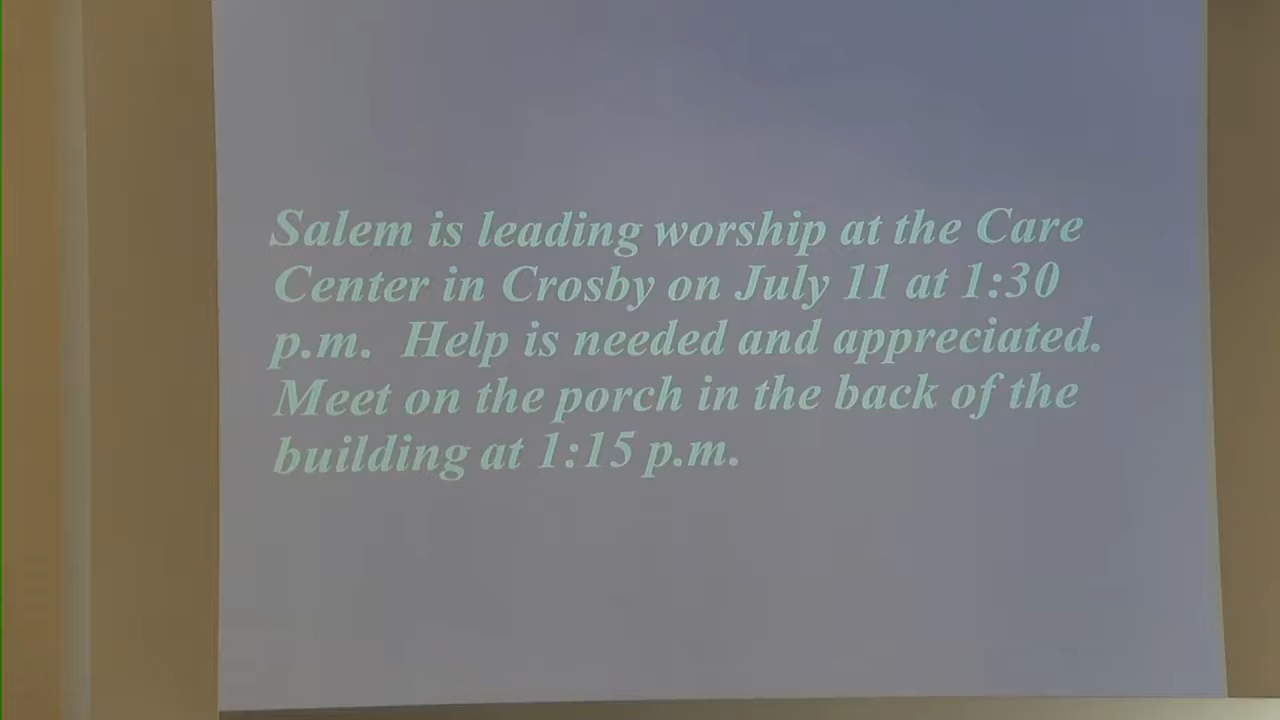 Salem is leading worship at the Care
Center in Crosby on July 11 at 1:30
p.m.  Help is needed and appreciated.
Meet on the porch in the back of the
building at 1:15 p.m.